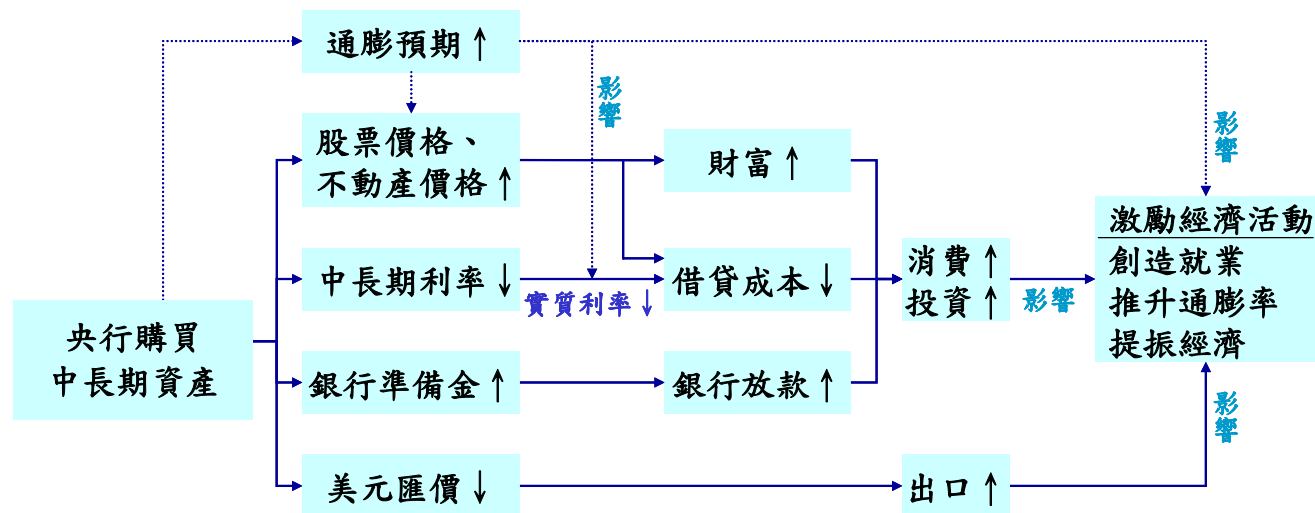 通膨預期↑
影響
影響
股票價格、
不動產價格↑
財富↑
激勵經濟活動
創造就業
推升通膨率
提振經濟
中長期利率↓
實質利率↓
借貸成本↓
消費↑
投資↑
影響
央行購買
中長期資產
銀行準備金↑
銀行放款↑
影響
美元匯價↓
出口↑